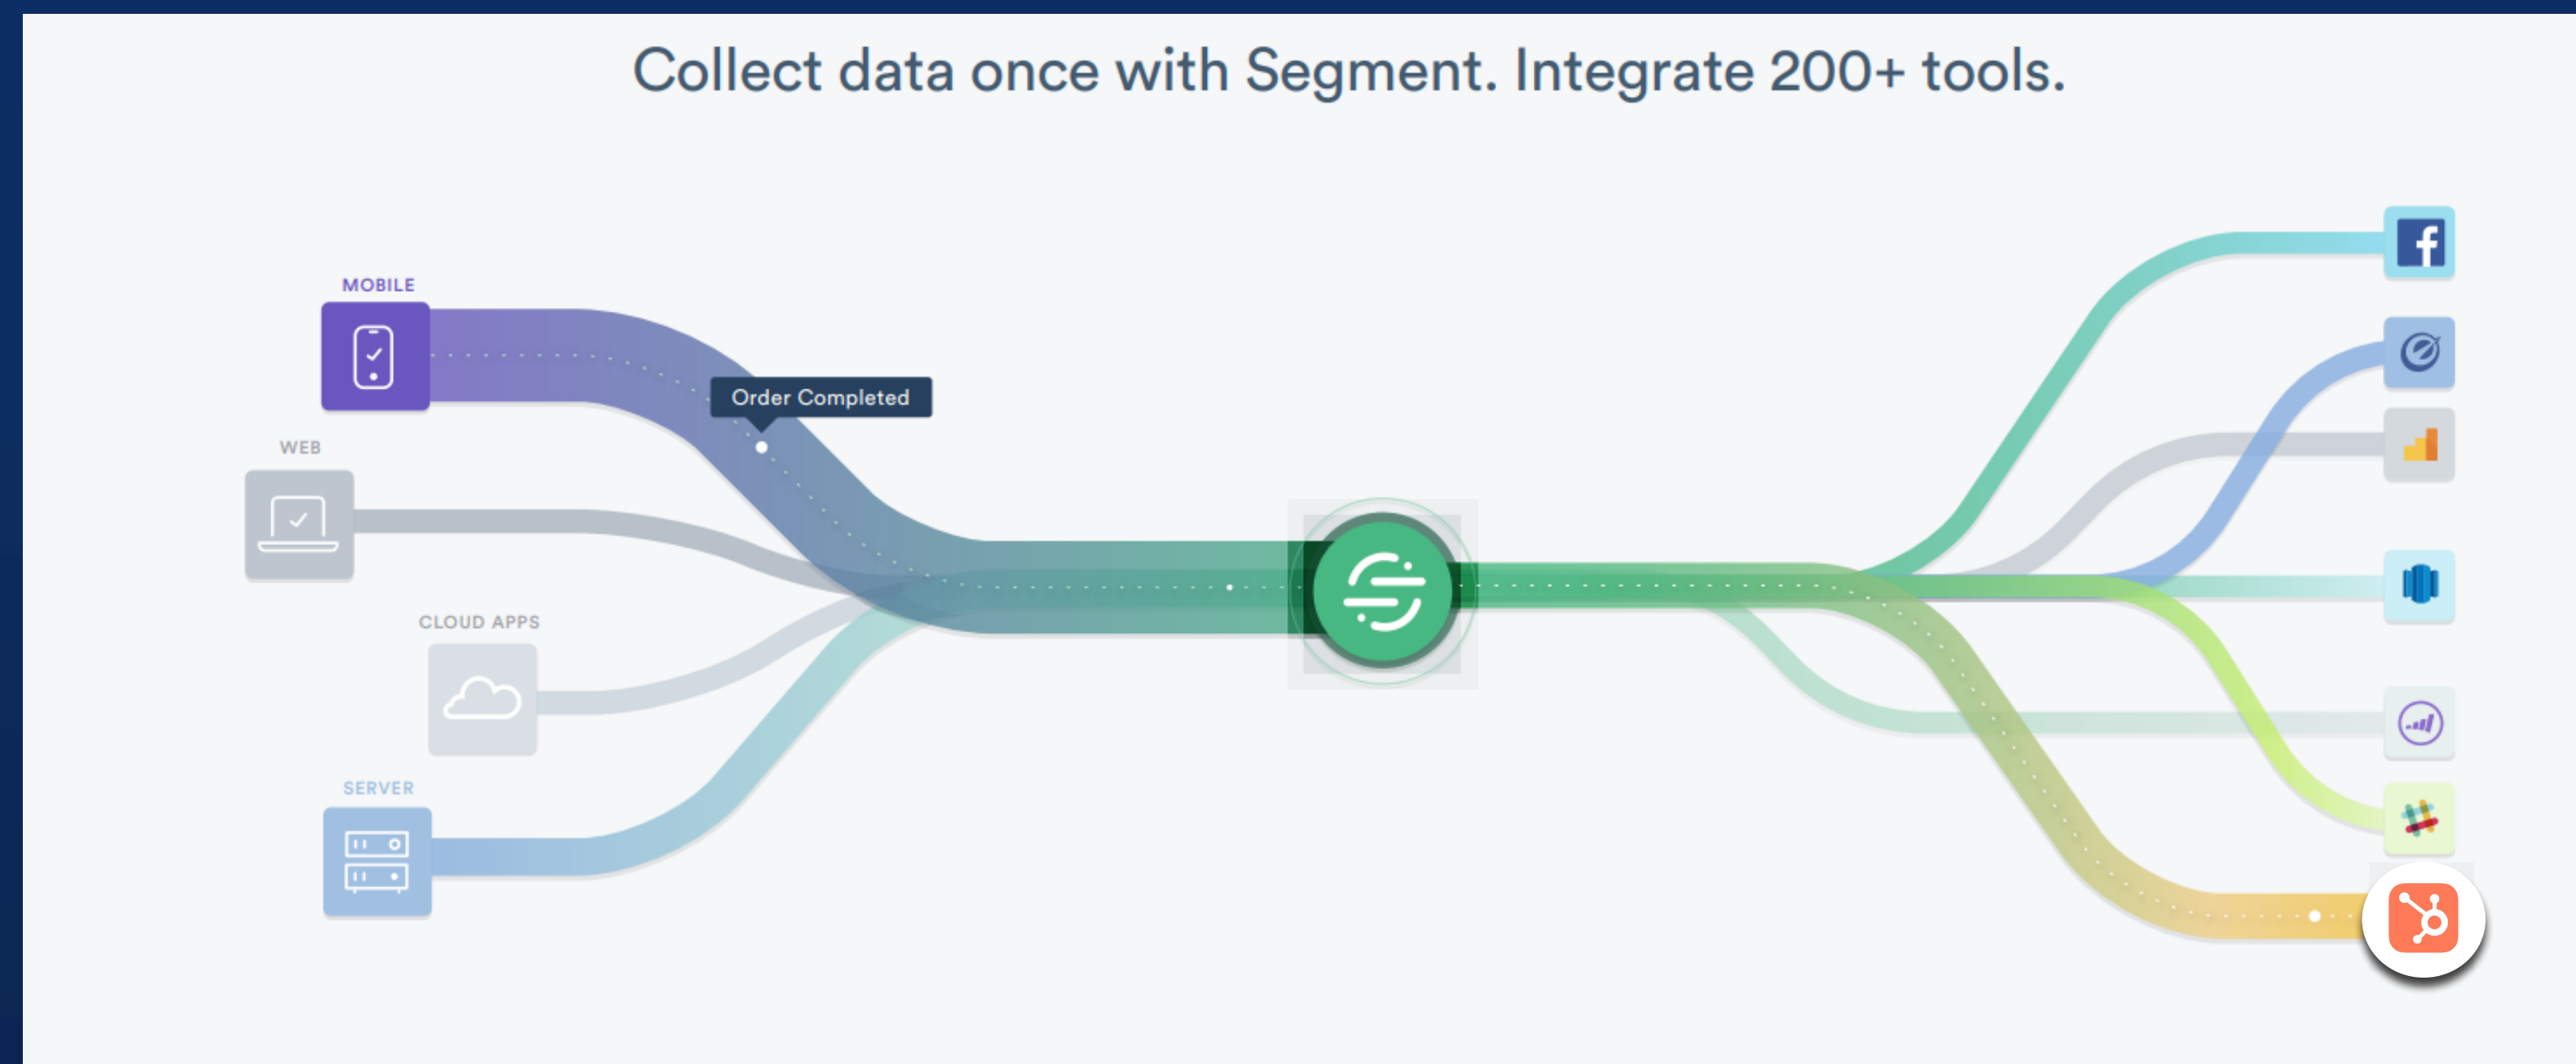 Collect data once with Segment. Integrate 200+ tools.
MOBILE
Order Completed
WEB
CLOUD APPS
SERVER